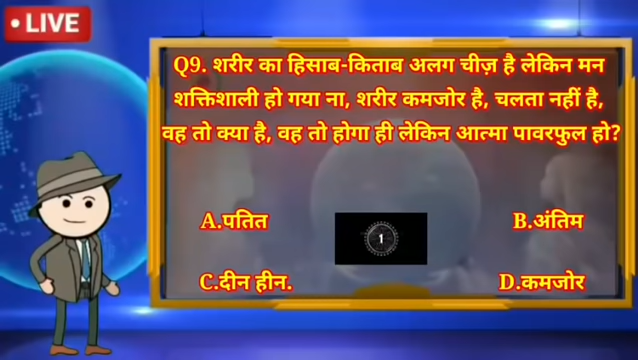 • LIVE
Q9. शरीर का हिसाब-किताब अलग चीज़ है लेकिन मन
शक्तिशाली हो गया ना, शरीर कमजोर है, चलता नहीं है,
वह तो क्या है, वह तो होगा ही लेकिन आत्मा पावरफुल हो?
A.पतित
B.अंतिम
1
C.दीन हीन.
D.कमजोर